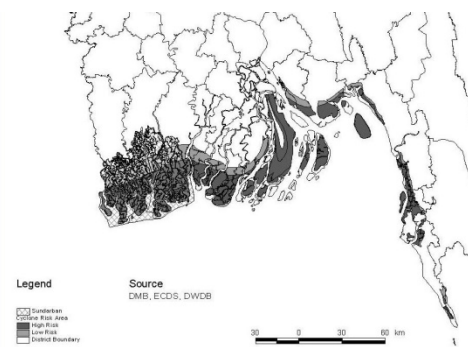 Legend
Source
DMB, ECDS, DWDB
Sunderban
Cyclone Risk Area
High Risk
Low Risk
District Boundary
30 0 30 60 km